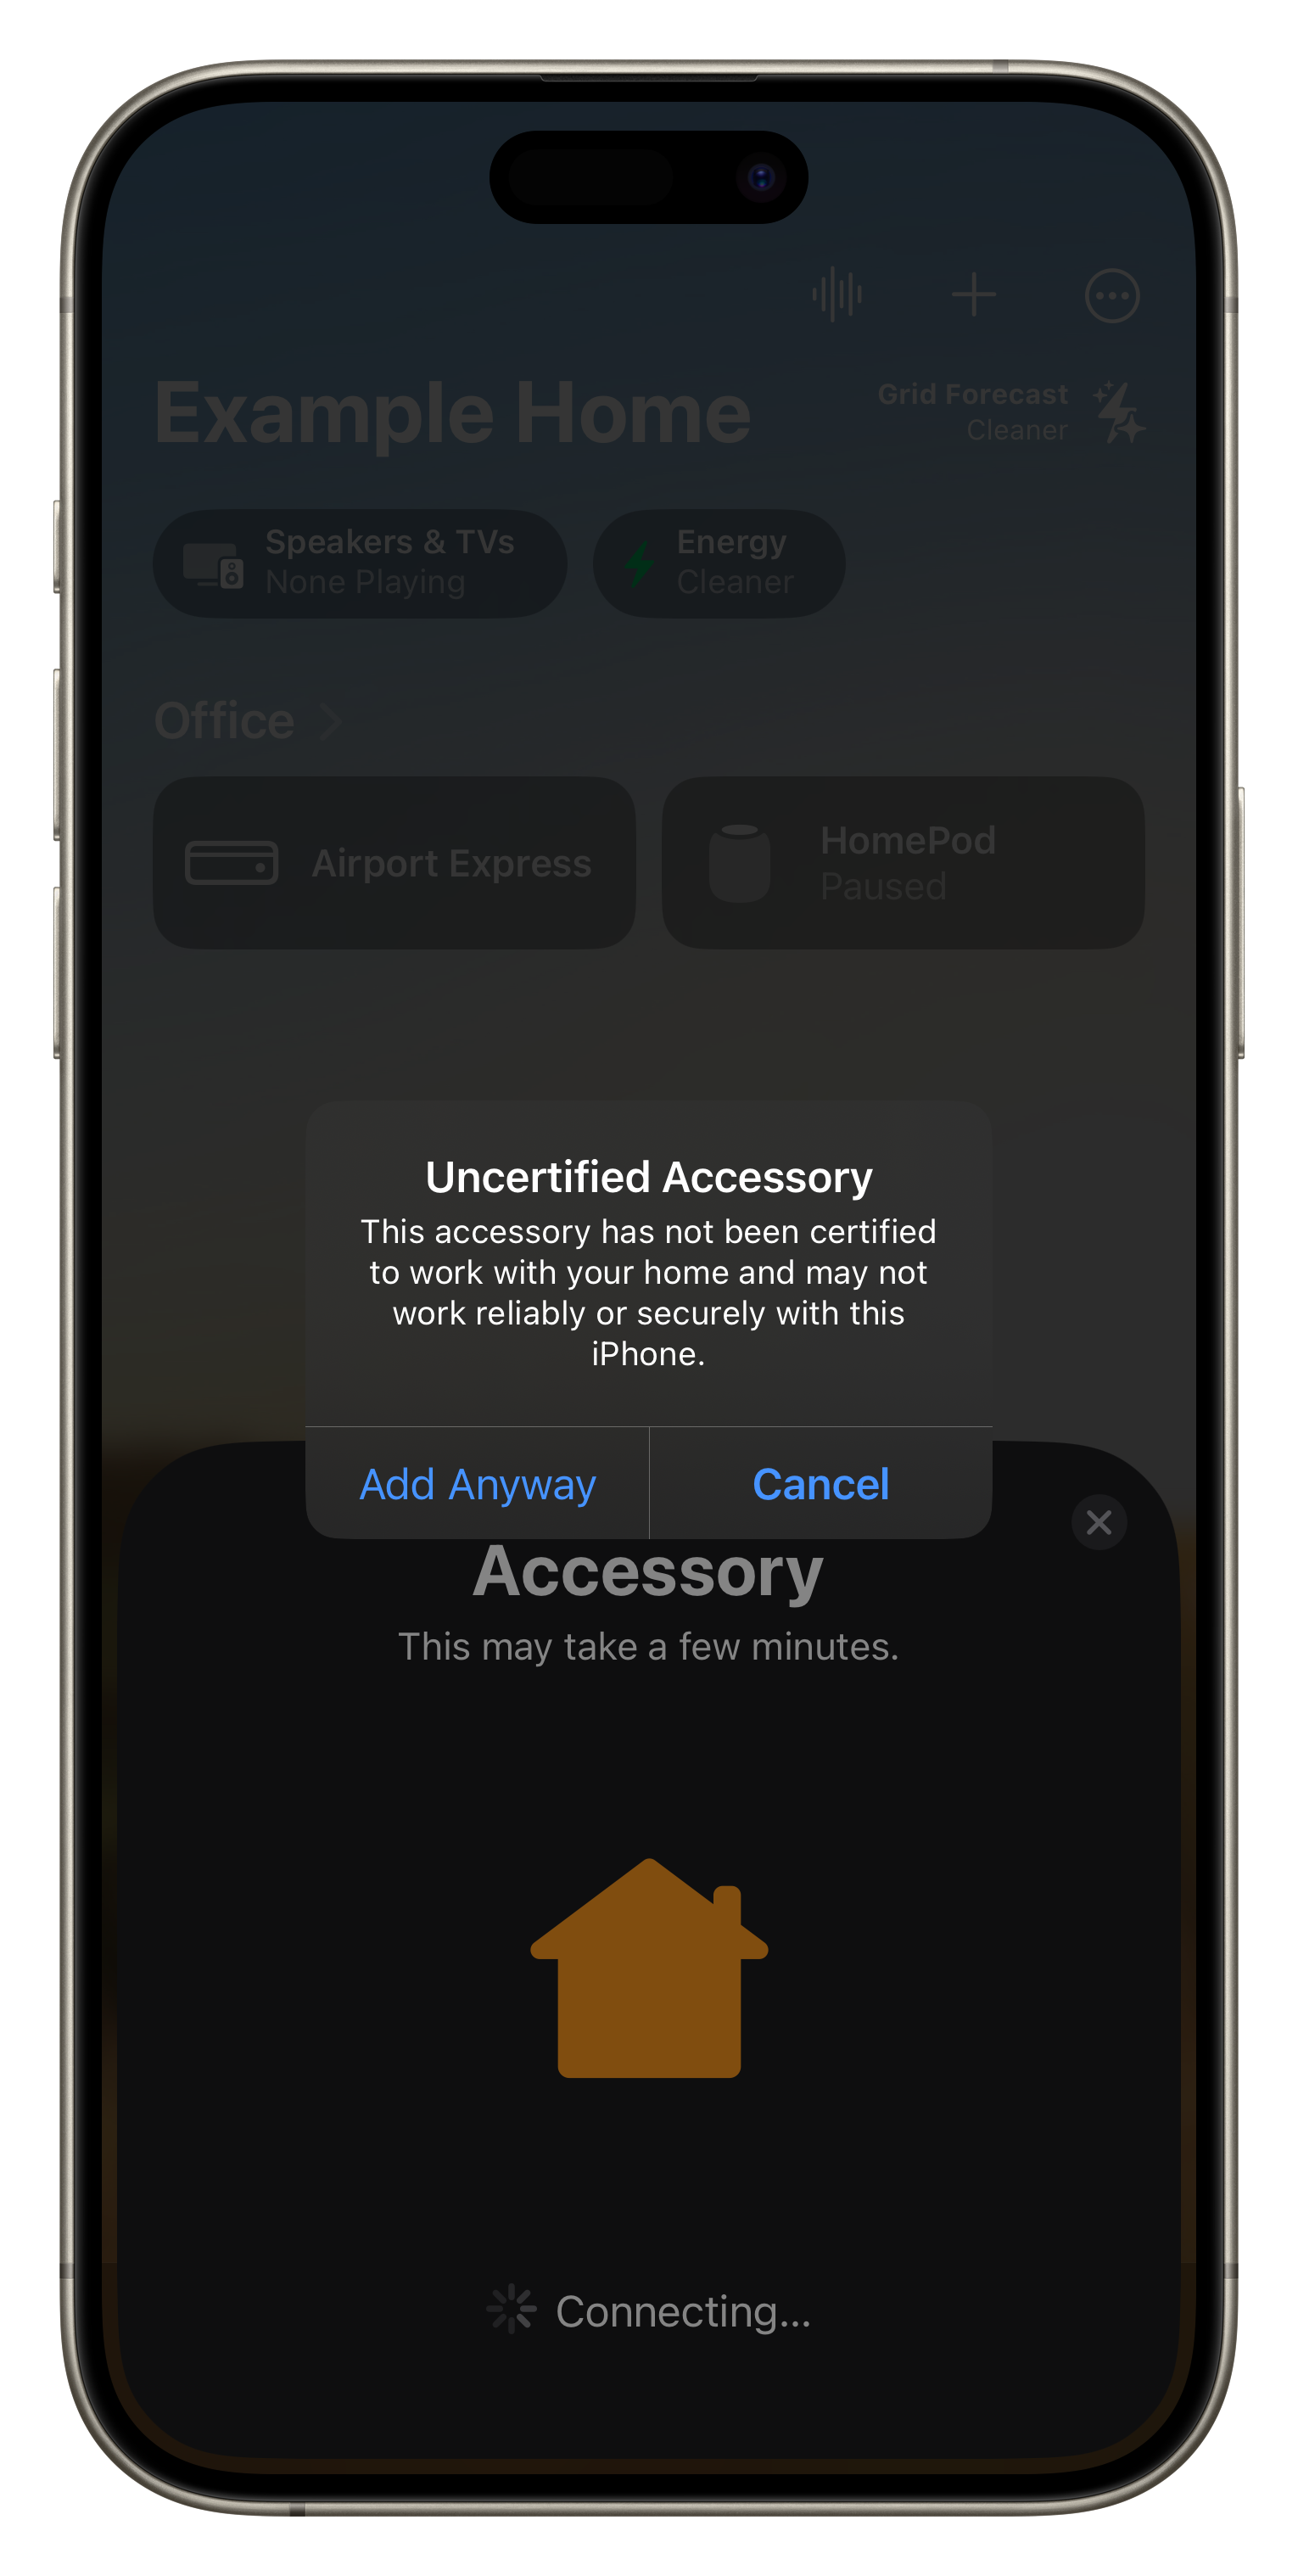 Example Home
Grid Forecast
Cleaner
Speakers & TVs
None Playing
Energy
Cleaner
Office
Airport Express
HomePod
Paused
Uncertified Accessory
This accessory has not been certified
to work with your home and may not
work reliably or securely with this
iPhone.
Add Anyway
Cancel
Accessory
This may take a few minutes.
Connecting...